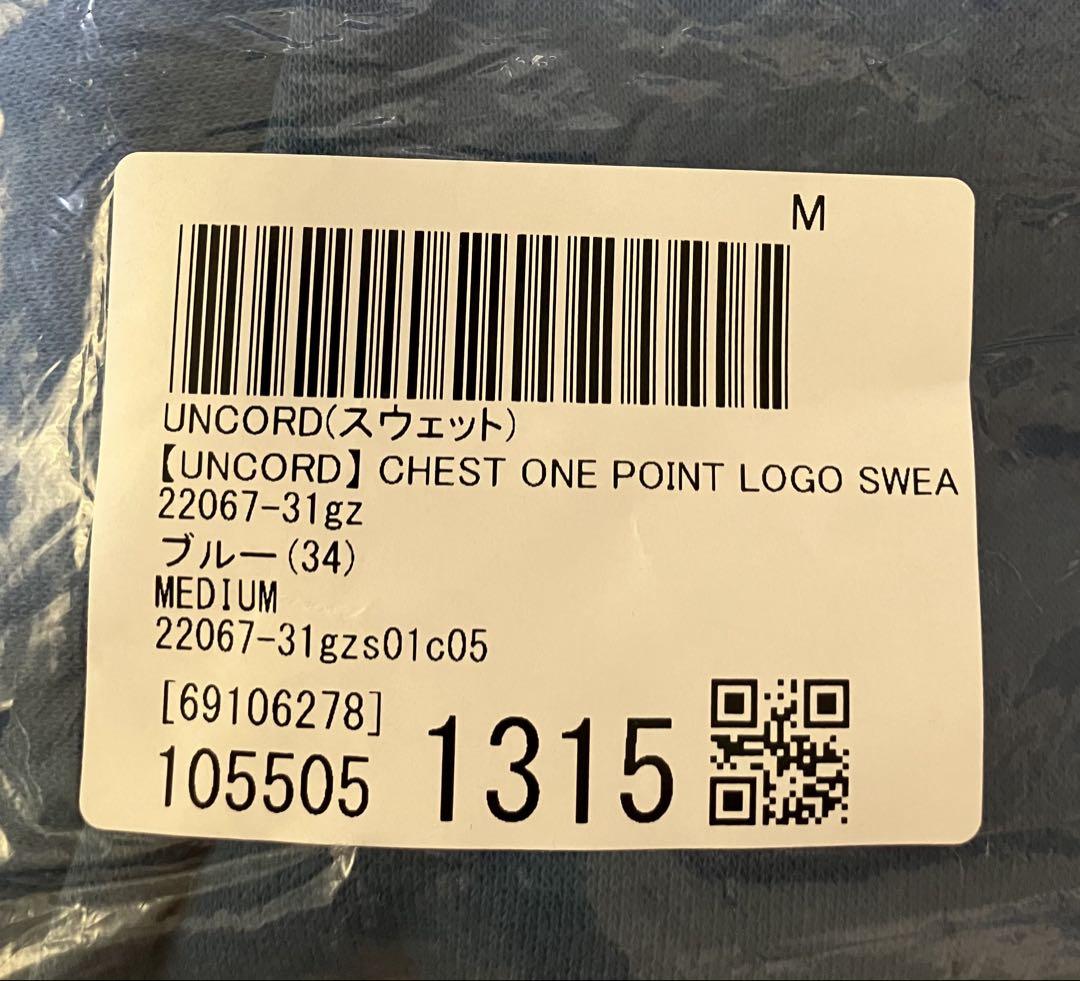 M
UNCORD(スウェット)
【UNCORD】CHEST ONE POINT LOGO SWEA
22067-31gz
ブルー(34)
MEDIUM
22067-31gzs01c05
[69106278]
105505 1315